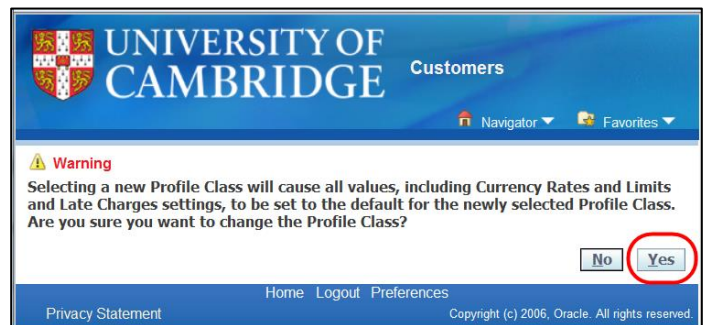 UNIVERSITY OF
CAMBRIDGE
Customers
Navigator
Favorites
Warning
Selecting a new Profile Class will cause all values, including Currency Rates and Limits
and Late Charges settings, to be set to the default for the newly selected Profile Class.
Are you sure you want to change the Profile Class?
No Yes
Home Logout Preferences
Privacy Statement Copyright (c) 2006, Oracle. All rights reserved.